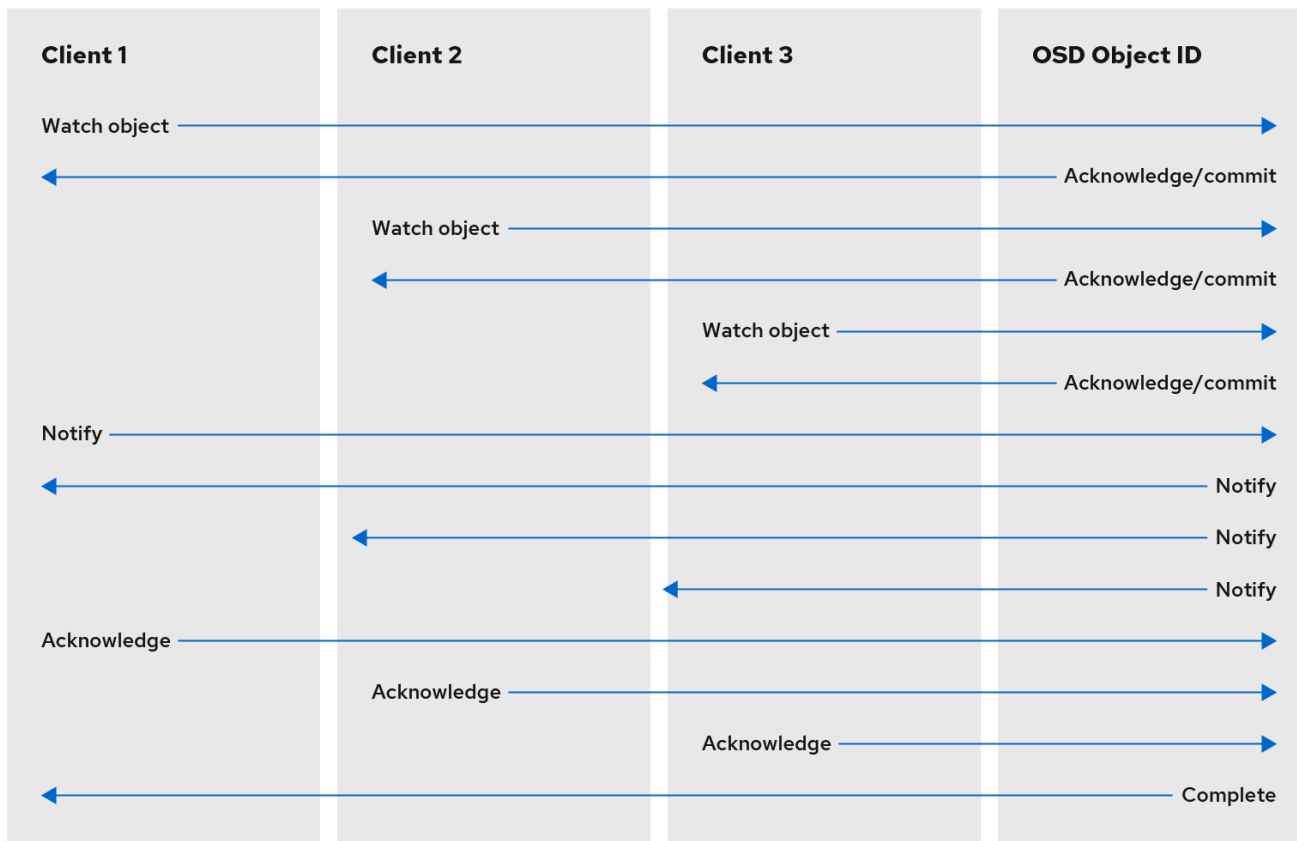 Client 1
Client 2
Client 3
OSD Object ID
Watch object
Acknowledge/commit
Watch object
Acknowledge/commit
Watch object
Acknowledge/commit
Notify
Notify
Notify
Notify
Acknowledge
Acknowledge
Acknowledge
Complete